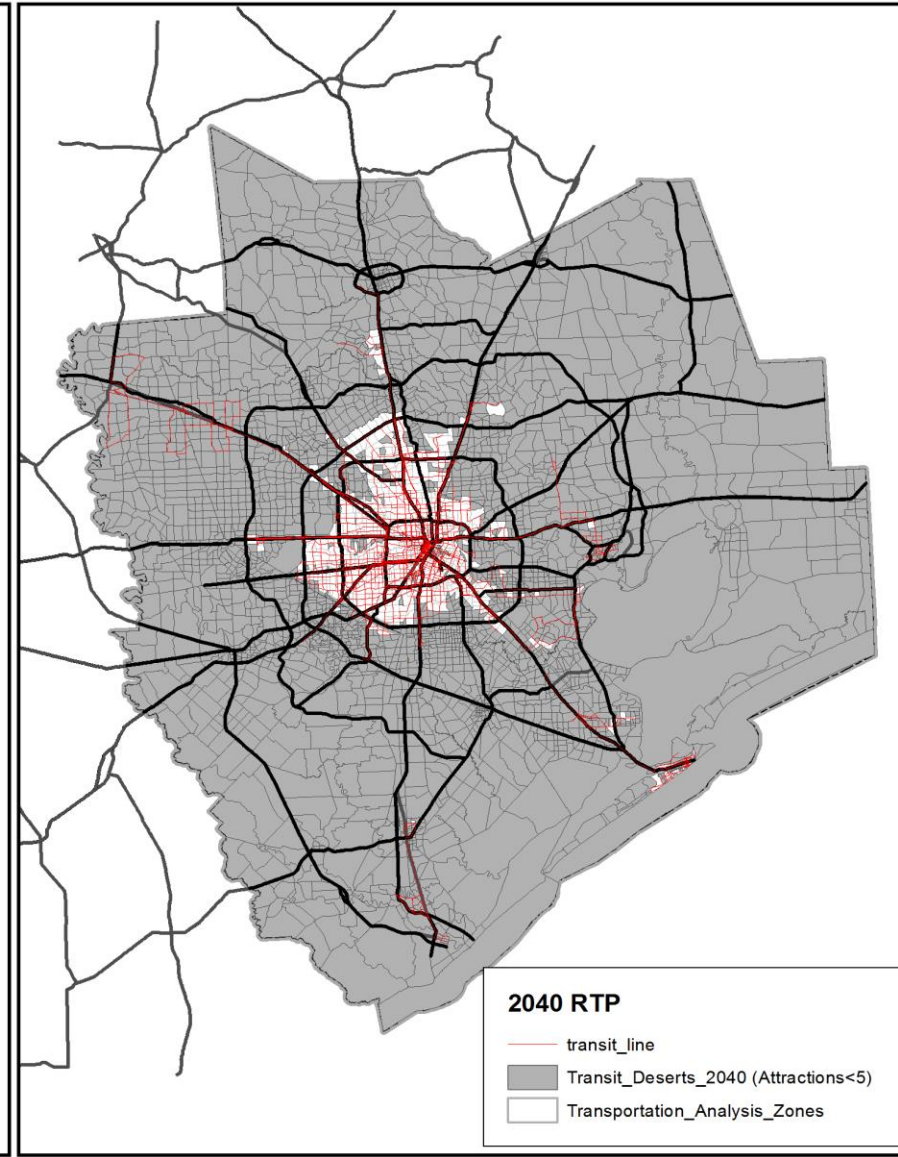 2040 RTP
transit_line
Transit_Deserts_2040 (Attractions<5)
Transportation_Analysis_Zones